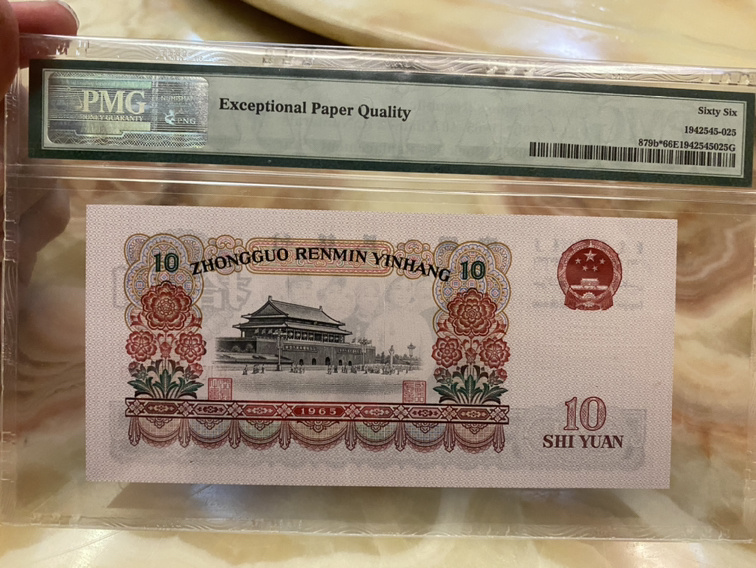 PMG
Exceptional Paper Quality
Sixty Six
1942545-025
879b*66E1942545025G
10 ZHONGGUO RENMIN YINHANG 10
1965
10
SHI YUAN